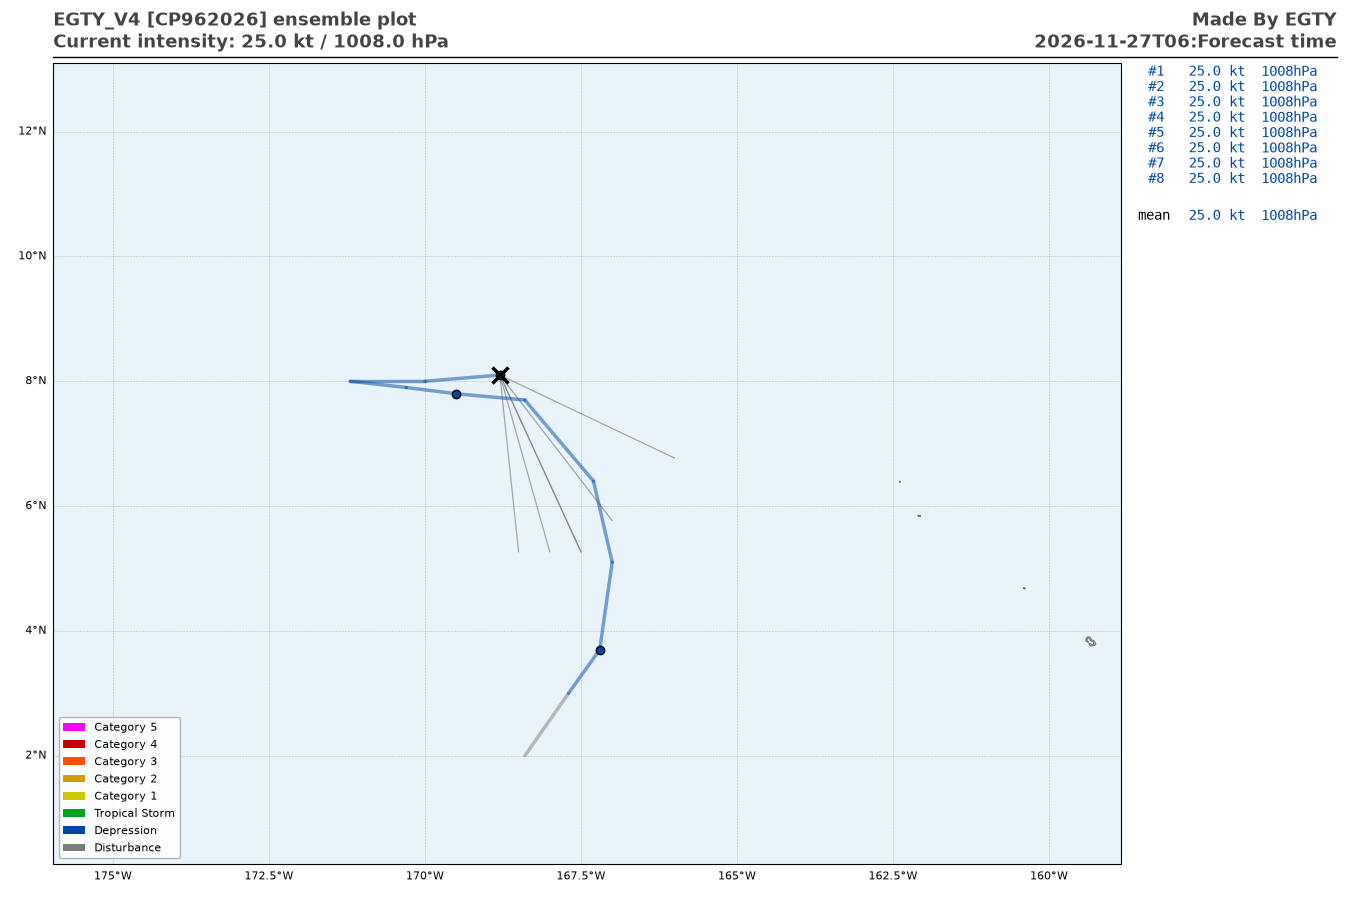 EGTY_V4 [CP962026] ensemble plot
Current intensity: 25.0 kt / 1008.0 hPa
Made By EGTY
2026-11-27T06:Forecast time
#1 25.0 kt 1008hPa
#2 25.0 kt 1008hPa
#3 25.0 kt 1008hPa
#4 25.0 kt 1008hPa
#5 25.0 kt 1008hPa
#6 25.0 kt 1008hPa
#7 25.0 kt 1008hPa
#8 25.0 kt 1008hPa
mean 25.0 kt 1008hPa
12°N
10°N
8°N
6°N
4°N
2°N
Category 5
Category 4
Category 3
Category 2
Category 1
Tropical Storm
Depression
Disturbance
175°W
172.5°W
170°W
167.5°W
165°W
162.5°W
160°W